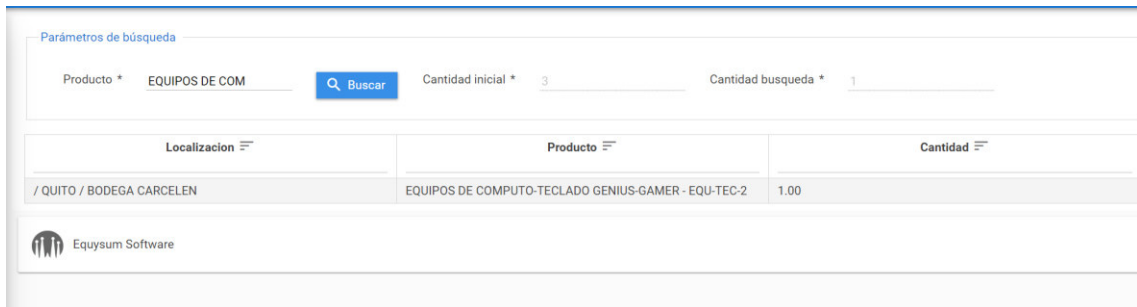 Parámetros de búsqueda
Producto * EQUIPOS DE COM Buscar Cantidad inicial * 3 Cantidad busqueda * 1
Localizacion Producto Cantidad
/ QUITO / BODEGA CARCELEN EQUIPOS DE COMPUTO-TECLADO GENIUS-GAMER - EQU-TEC-2 1.00
Equysum Software